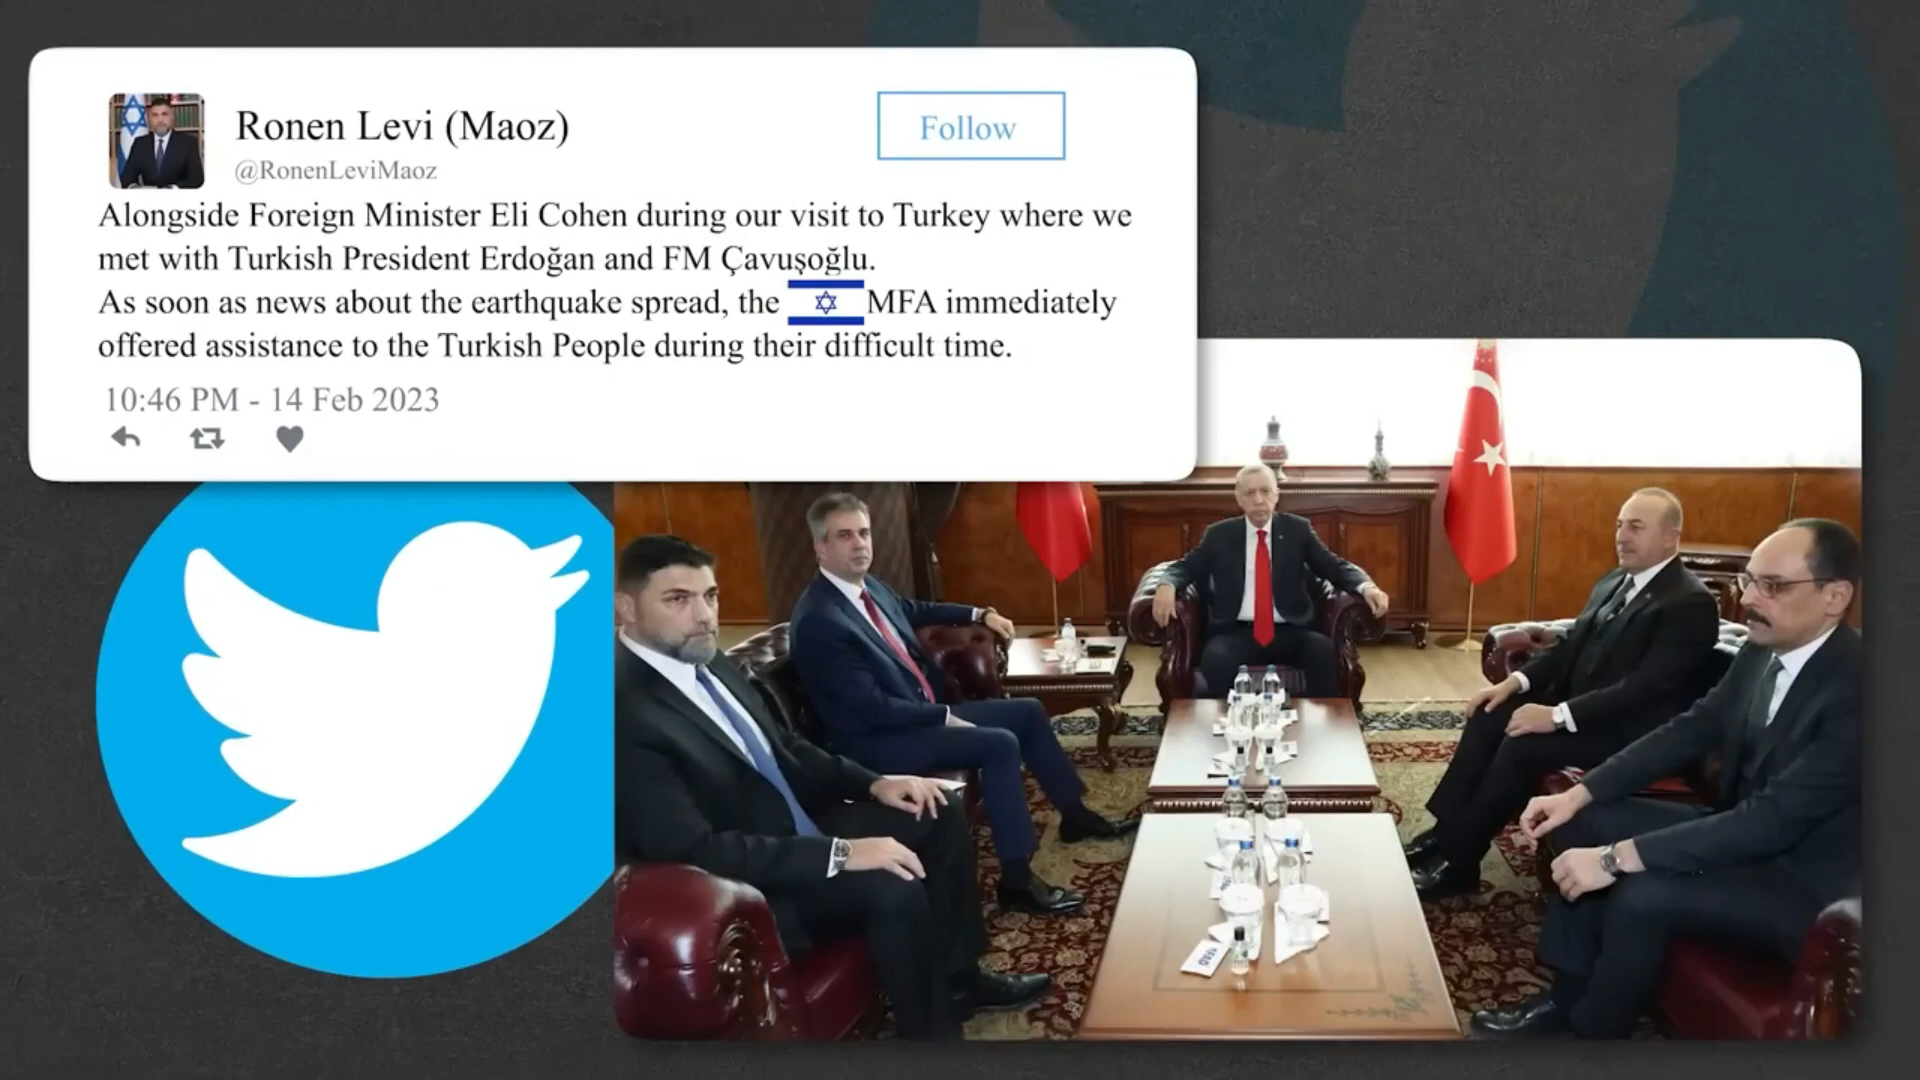 Ronen Levi (Maoz)
Follow
@RonenLeviMaoz
Alongside Foreign Minister Eli Cohen during our visit to Turkey where we
met with Turkish President Erdoğan and FM Çavuşoğlu.
As soon as news about the earthquake spread, the MFA immediately
offered assistance to the Turkish People during their difficult time.
10:46 PM - 14 Feb 2023